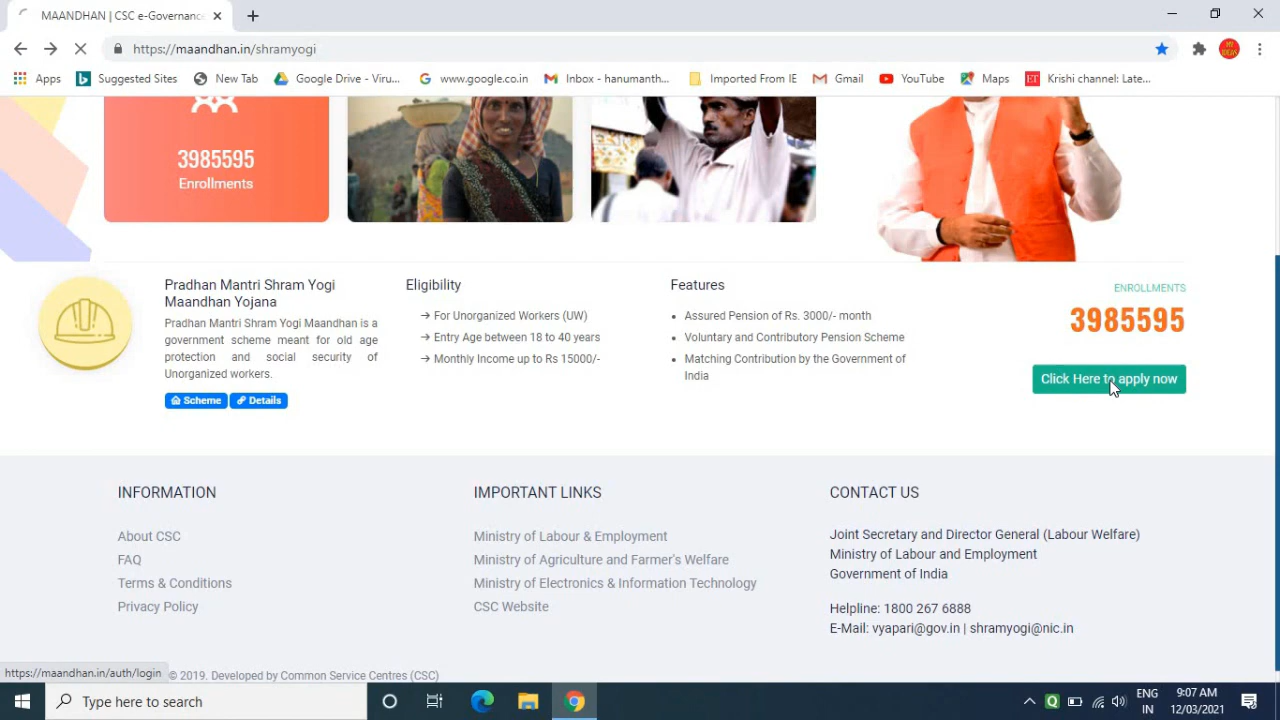 MAANDHAN | CSC e-Governance
https://maandhan.in/shramyogi
Apps
Suggested Sites
New Tab
Google Drive - Viru...
www.google.co.in
Inbox - hanumanth...
Imported From IE
Gmail
YouTube
Maps
ET
Krishi channel: Late...
3985595
Enrollments
Pradhan Mantri Shram Yogi
Maandhan Yojana
Pradhan Mantri Shram Yogi Maandhan is a
government scheme meant for old age
protection and social security of
Unorganized workers.
Scheme
Details
Eligibility
For Unorganized Workers (UW)
Entry Age between 18 to 40 years
Monthly Income up to Rs 15000/-
Features
Assured Pension of Rs. 3000/- month
Voluntary and Contributory Pension Scheme
Matching Contribution by the Government of
India
ENROLLMENTS
3985595
Click Here to apply now
INFORMATION
About CSC
FAQ
Terms & Conditions
Privacy Policy
IMPORTANT LINKS
Ministry of Labour & Employment
Ministry of Agriculture and Farmer's Welfare
Ministry of Electronics & Information Technology
CSC Website
CONTACT US
Joint Secretary and Director General (Labour Welfare)
Ministry of Labour and Employment
Government of India
Helpline: 1800 267 6888
E-Mail: vyapari@gov.in | shramyogi@nic.in
https://maandhan.in/auth/login
© 2019. Developed by Common Service Centres (CSC)
Type here to search
ENG
IN
9:07 AM
12/03/2021